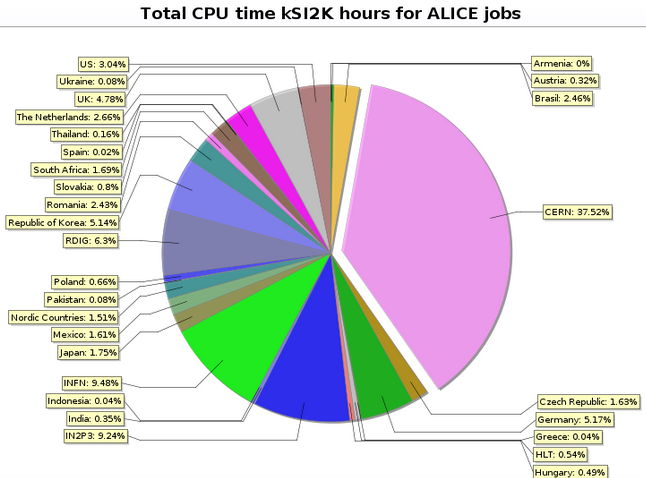 Total CPU time kSI2K hours for ALICE jobs
Armenia: 0%
Austria: 0.32%
Brasil: 2.46%
CERN: 37.52%
Czech Republic: 1.63%
Germany: 5.17%
Greece: 0.04%
HLT: 0.54%
Hungary: 0.49%
IN2P3: 9.24%
India: 0.35%
Indonesia: 0.04%
INFN: 9.48%
Japan: 1.75%
Mexico: 1.61%
Nordic Countries: 1.51%
Pakistan: 0.08%
Poland: 0.66%
RDIG: 6.3%
Republic of Korea: 5.14%
Romania: 2.43%
Slovakia: 0.8%
South Africa: 1.69%
Spain: 0.02%
Thailand: 0.16%
The Netherlands: 2.66%
UK: 4.78%
Ukraine: 0.08%
US: 3.04%